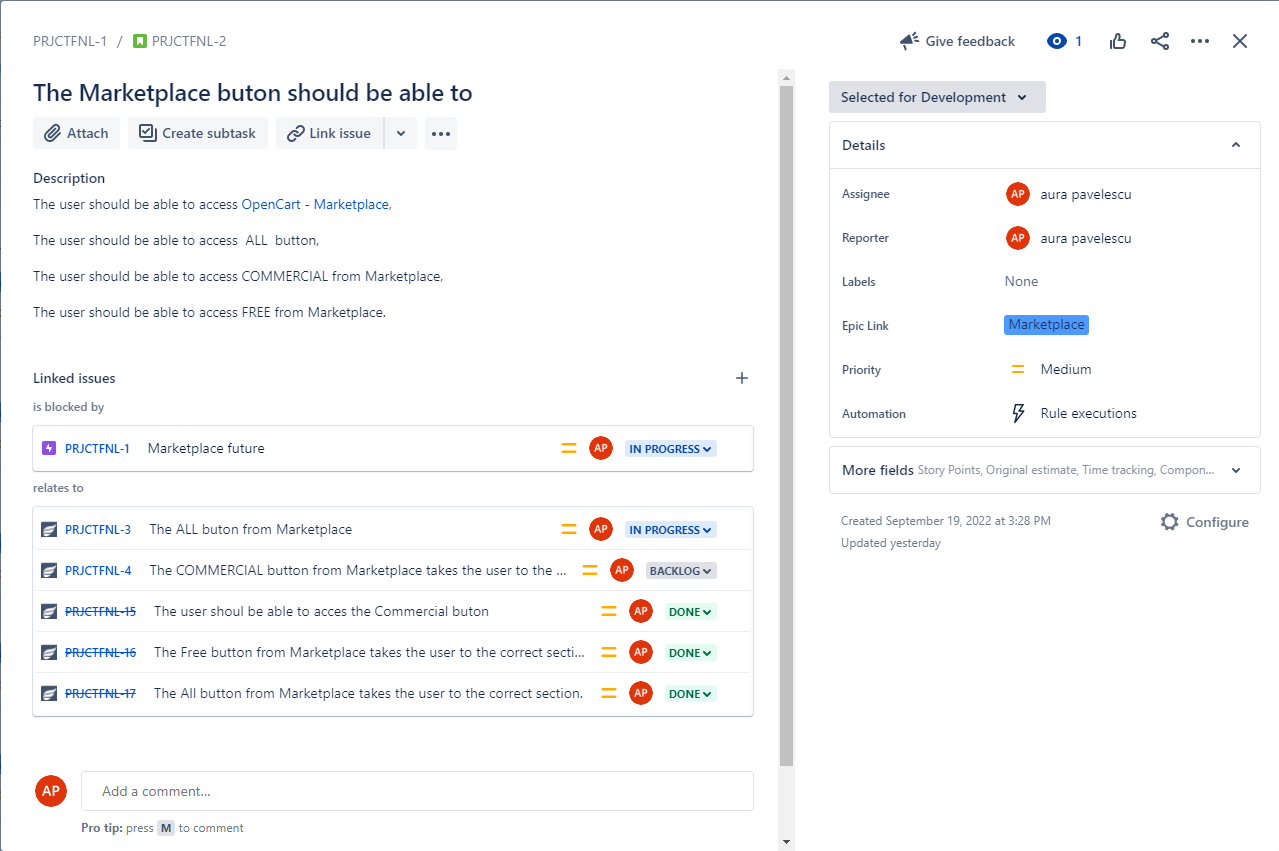 PRJCTFNL-1 / PRJCTFNL-2
Give feedback
1
The Marketplace buton should be able to
Attach
Create subtask
Link issue
Description
The user should be able to access OpenCart - Marketplace,
The user should be able to access  ALL  button,
The user should be able to access COMMERCIAL from Marketplace,
The user should be able to access FREE from Marketplace.
Linked issues
is blocked by
PRJCTFNL-1 Marketplace future AP IN PROGRESS
relates to
PRJCTFNL-3 The ALL buton from Marketplace AP IN PROGRESS
PRJCTFNL-4 The COMMERCIAL button from Marketplace takes the user to the ... AP BACKLOG
PRJCTFNL-15 The user shoul be able to acces the Commercial buton AP DONE
PRJCTFNL-16 The Free button from Marketplace takes the user to the correct secti... AP DONE
PRJCTFNL-17 The All button from Marketplace takes the user to the correct section. AP DONE
AP Add a comment...
Pro tip: press M to comment
Selected for Development
Details
Assignee AP aura pavelescu
Reporter AP aura pavelescu
Labels None
Epic Link Marketplace
Priority Medium
Automation Rule executions
More fields Story Points, Original estimate, Time tracking, Compon...
Created September 19, 2022 at 3:28 PM
Configure
Updated yesterday